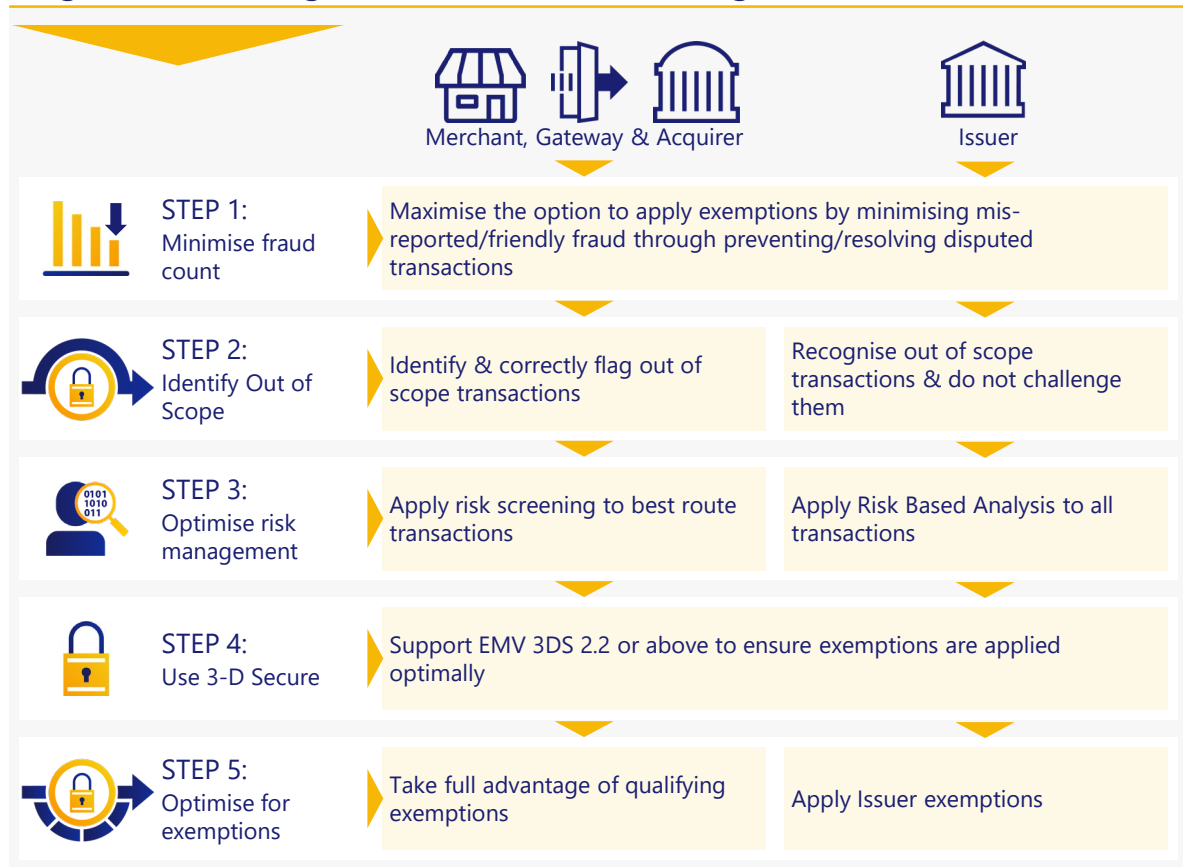 Merchant, Gateway & Acquirer
Issuer
STEP 1:
Minimise fraud
count
Maximise the option to apply exemptions by minimising mis-
reported/friendly fraud through preventing/resolving disputed
transactions
STEP 2:
Identify Out of
Scope
Identify & correctly flag out of
scope transactions
Recognise out of scope
transactions & do not challenge
them
0101
1010
011
STEP 3:
Optimise risk
management
Apply risk screening to best route
transactions
Apply Risk Based Analysis to all
transactions
STEP 4:
Use 3-D Secure
Support EMV 3DS 2.2 or above to ensure exemptions are applied
optimally
STEP 5:
Optimise for
exemptions
Take full advantage of qualifying
exemptions
Apply Issuer exemptions